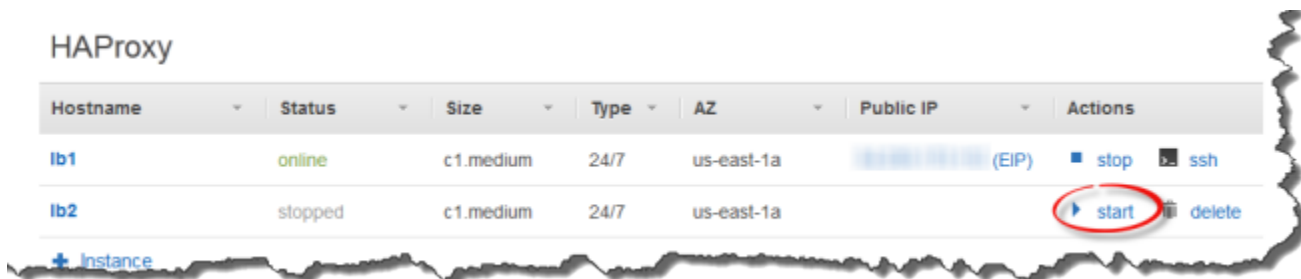 HAProxy
Hostname Status Size Type AZ Public IP Actions
lb1 online c1.medium 24/7 us-east-1a (EIP) stop ssh
lb2 stopped c1.medium 24/7 us-east-1a start delete
Instance